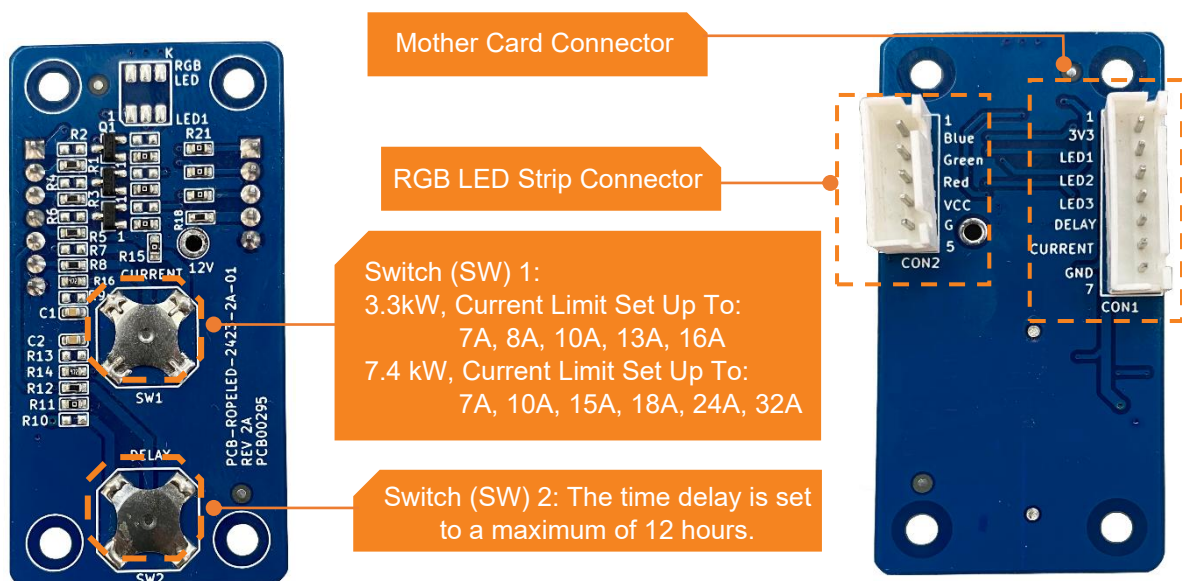 Mother Card Connector
RGB LED Strip Connector
Switch (SW) 1:
3.3kW, Current Limit Set Up To:
7A, 8A, 10A, 13A, 16A
7.4 kW, Current Limit Set Up To:
7A, 10A, 15A, 18A, 24A, 32A
Switch (SW) 2: The time delay is set
to a maximum of 12 hours.
K
RGB
LED
1
Q1
LED1
R2
R21
R1
R4
R3
R6
R18
1
R5
R7
R15
12V
R8
CURRENT
R16
R9
C1
C2
R13
R14
R12
R11
R10
SW1
DELAY
SW2
PCB-ROPELED-2423-2A-01
REV 2A
PCB00295
1
Blue
Green
Red
VCC
G
5
CON2
1
3V3
LED1
LED2
LED3
DELAY
CURRENT
GND
7
CON1